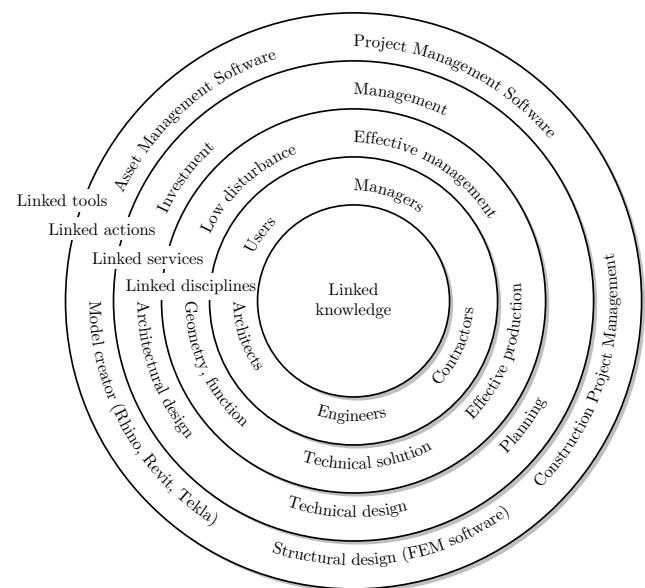 Project Management Software
Asset Management Software
Management
Investment
Effective management
Low disturbance
Managers
Users
Linked tools
Linked actions
Linked services
Linked disciplines
Linked
knowledge
Architects
Geometry, function
Architectural design
Model creator (Rhino, Revit, Tekla)
Contractors
Effective production
Planning
Construction Project Management
Engineers
Technical solution
Technical design
Structural design (FEM software)